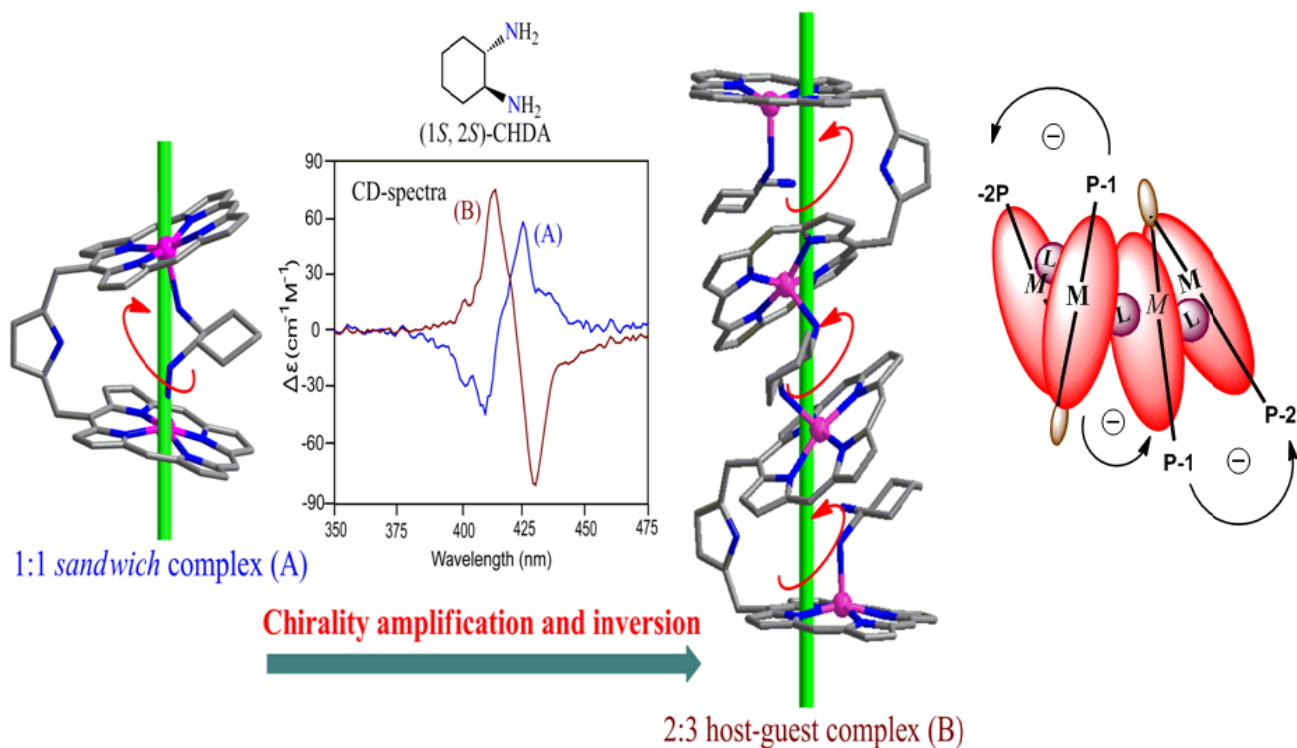 NH₂
NH₂
(1S, 2S)-CHDA
CD-spectra
(B)
(A)
90
60
30
0
-30
-60
-90
Δε (cm⁻¹M⁻¹)
350
375
400
425
450
475
Wavelength (nm)
1:1 sandwich complex (A)
Chirality amplification and inversion
2:3 host-guest complex (B)
-2P
P-1
L
M
M
L
M
M
L
P-2
P-1